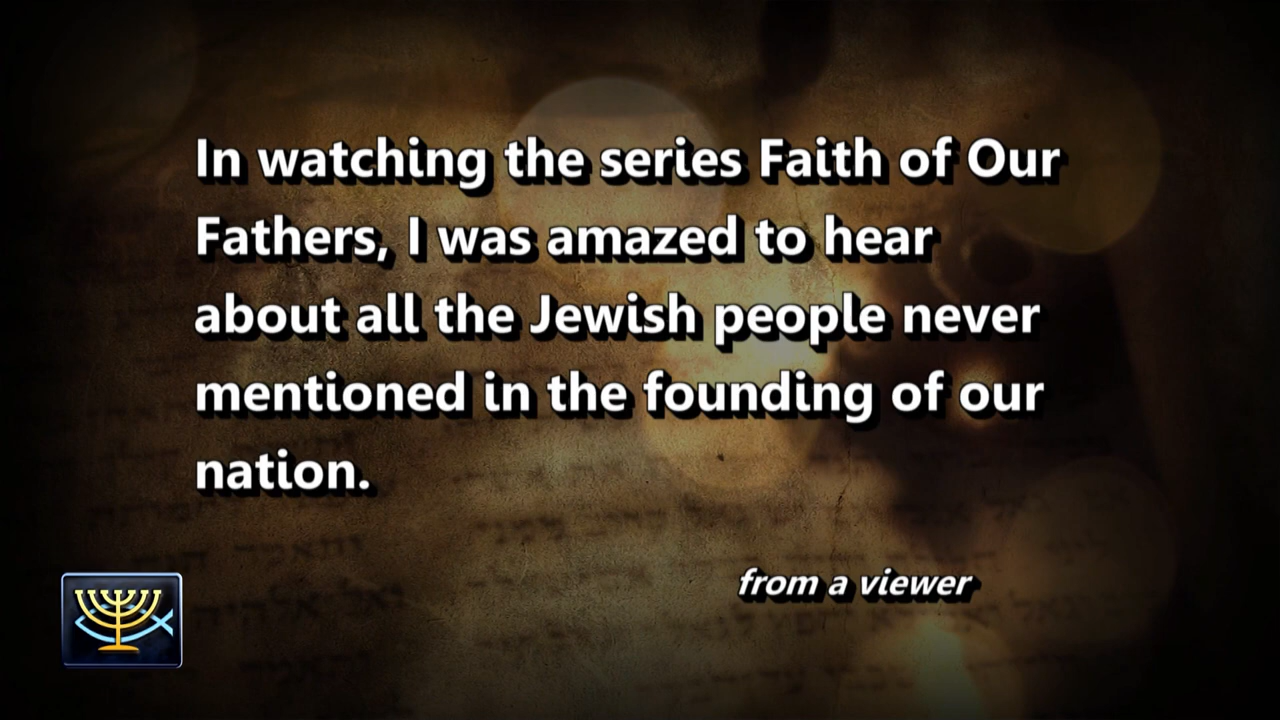 In watching the series Faith of Our
Fathers, I was amazed to hear
about all the Jewish people never
mentioned in the founding of our
nation.
from a viewer